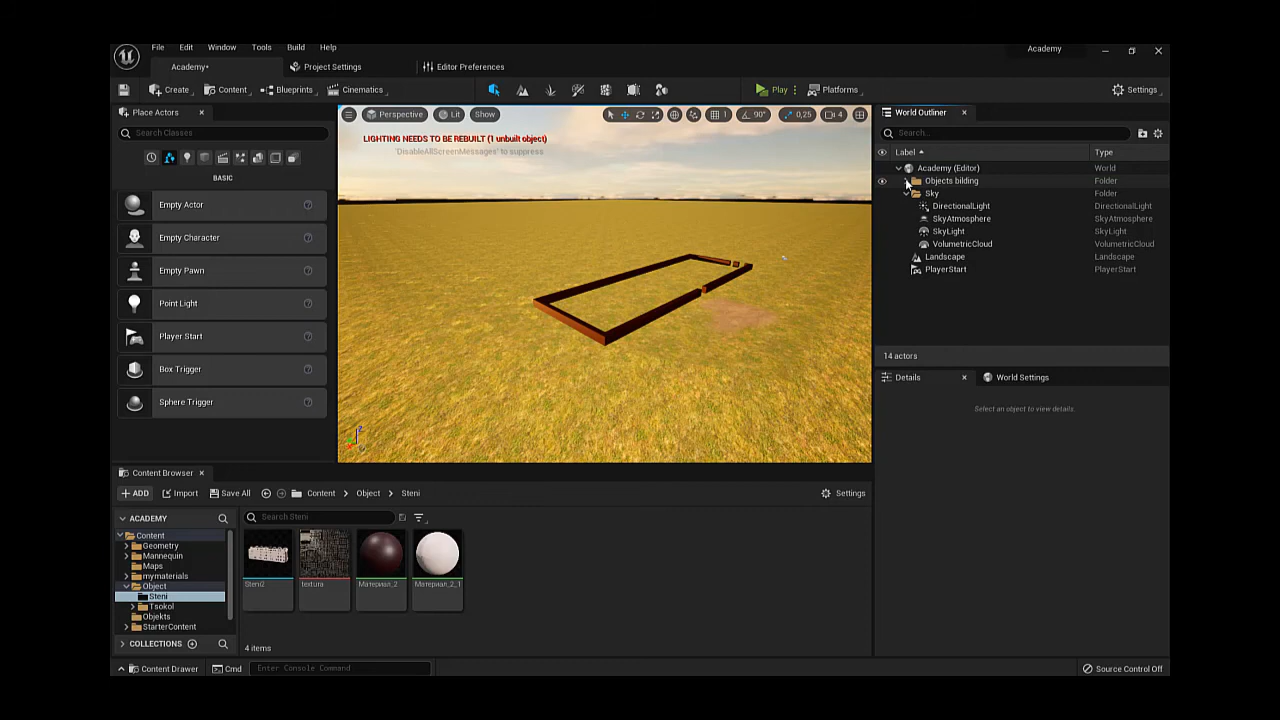 File Edit Window Tools Build Help
Academy
Academy•
Project Settings
Editor Preferences
Create
Content
Blueprints
Cinematics
Play
Platforms
Settings
Place Actors
Search Classes
BASIC
Empty Actor
Empty Character
Empty Pawn
Point Light
Player Start
Box Trigger
Sphere Trigger
Perspective
Lit
Show
1
90°
0,25
4
LIGHTING NEEDS TO BE REBUILT (1 unbuilt object)
'DisableAllScreenMessages' to suppress
World Outliner
Search...
Label Type
Academy (Editor) World
Objects bilding Folder
Sky Folder
DirectionalLight DirectionalLight
SkyAtmosphere SkyAtmosphere
SkyLight SkyLight
VolumetricCloud VolumetricCloud
Landscape Landscape
PlayerStart PlayerStart
14 actors
Details
World Settings
Select an object to view details.
Content Browser
ADD
Import
Save All
Content
Object
Steni
Settings
ACADEMY
Content
Geometry
Mannequin
Maps
mymaterials
Object
Steni
Tsokol
Objekts
StarterContent
COLLECTIONS
Search Steni
Steni2
textura
Материал_2
Материал_2_1
4 items
Content Drawer
Cmd
Enter Console Command
Source Control Off